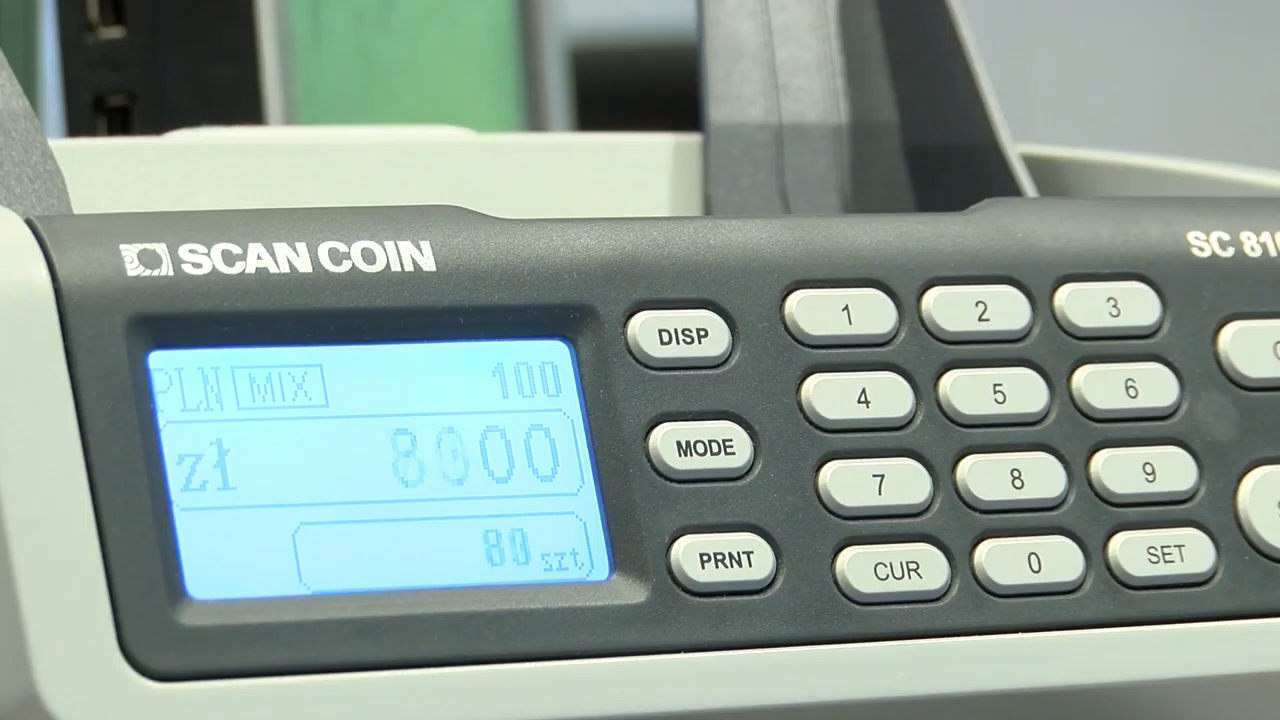 SCAN COIN
SC 810
PLN MIX 100
zł 8000
80 szt
DISP
MODE
PRNT
1 2 3
4 5 6
7 8 9
CUR 0 SET